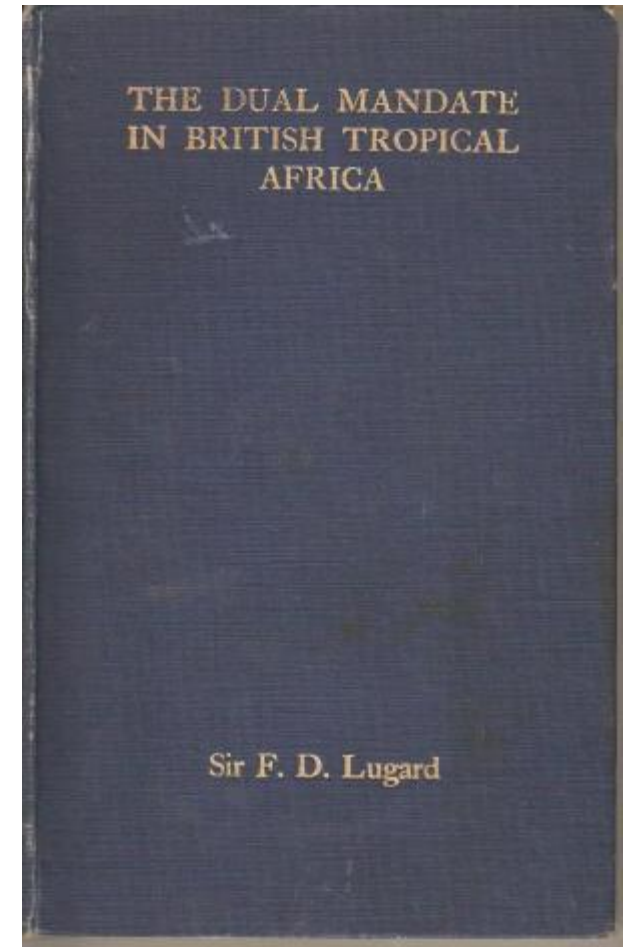 THE DUAL MANDATE
IN BRITISH TROPICAL
AFRICA
Sir F. D. Lugard